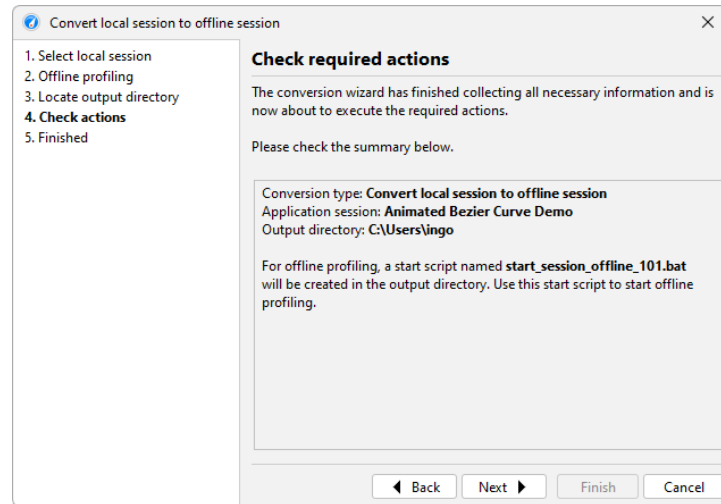 Convert local session to offline session
1. Select local session
2. Offline profiling
3. Locate output directory
4. Check actions
5. Finished
Check required actions
The conversion wizard has finished collecting all necessary information and is
now about to execute the required actions.
Please check the summary below.
Conversion type: Convert local session to offline session
Application session: Animated Bezier Curve Demo
Output directory: C:\Users\ingo
For offline profiling, a start script named start_session_offline_101.bat
will be created in the output directory. Use this start script to start offline
profiling.
Back Next Finish Cancel